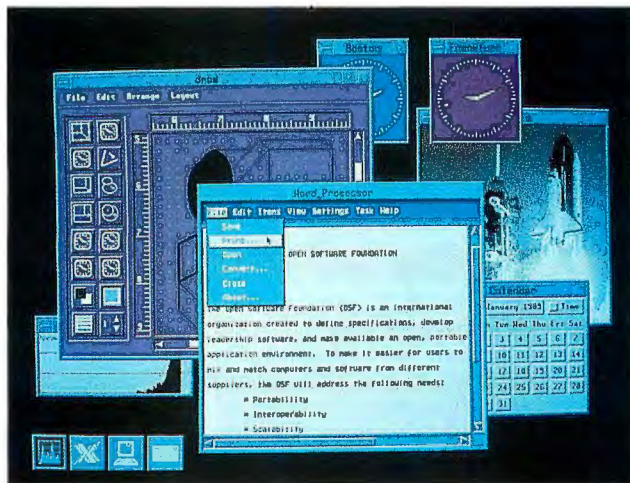 Boston
Frankfurt
draw
File Edit Arrange Layout
Word_Processor
File Edit Items View Settings Task Help
Save
Print...
Open
Convert...
Close
About...
OPEN SOFTWARE FOUNDATION
The Open Software Foundation (OSF) is an international
organization created to define specifications, develop
leadership software, and make available an open, portable
application environment. To make it easier for users to
mix and match computers and software from different
suppliers, the OSF will address the following needs:
* Portability
* Interoperability
* Scalability
Calendar
January 1989 Time
Tue Wed Thu Fri Sat
3 4 5 6 7
10 11 12 13 14
17 18 19 20 21
24 25 26 27 28
31